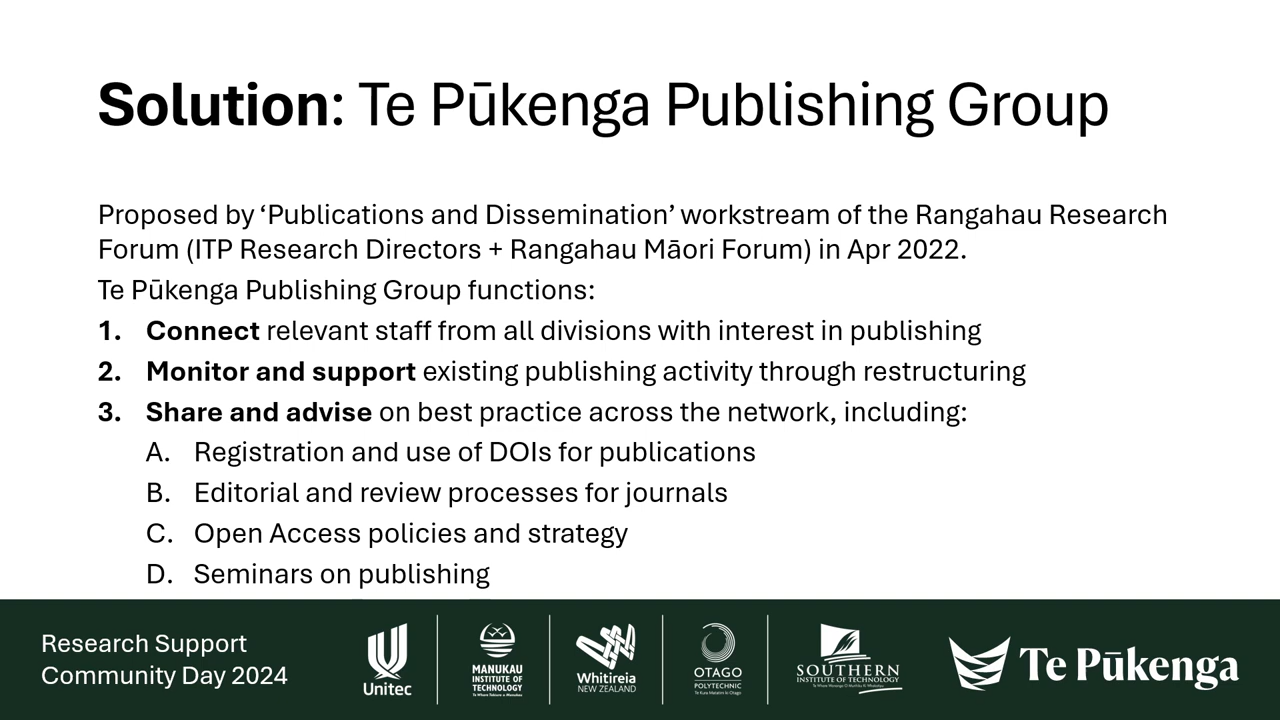 Solution: Te Pūkenga Publishing Group
Proposed by ‘Publications and Dissemination’ workstream of the Rangahau Research
Forum (ITP Research Directors + Rangahau Māori Forum) in Apr 2022.
Te Pūkenga Publishing Group functions:
1. Connect relevant staff from all divisions with interest in publishing
2. Monitor and support existing publishing activity through restructuring
3. Share and advise on best practice across the network, including:
A. Registration and use of DOIs for publications
B. Editorial and review processes for journals
C. Open Access policies and strategy
D. Seminars on publishing
Research Support
Community Day 2024
Unitec
MANUKAU
INSTITUTE OF
TECHNOLOGY
Whitireia
NEW ZEALAND
OTAGO
POLYTECHNIC
SOUTHERN
INSTITUTE OF TECHNOLOGY
Te Pūkenga